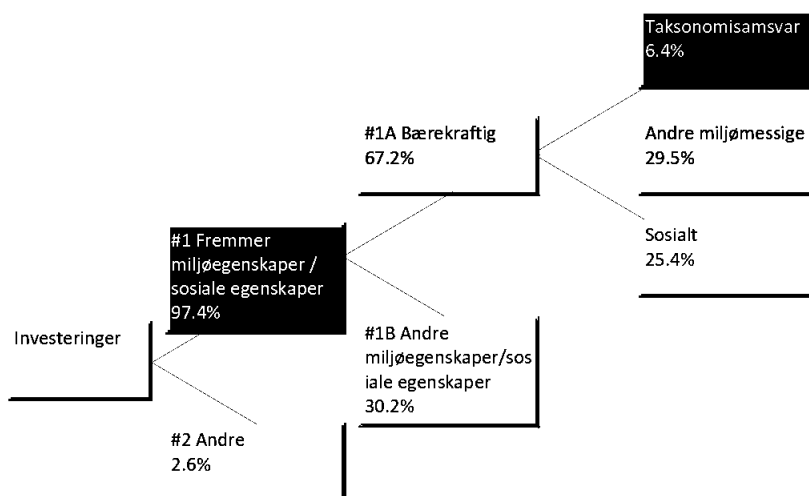 Taksonomisamsvar
6.4%
#1A Bærekraftig
67.2%
Andre miljømessige
29.5%
#1 Fremmer
miljøegenskaper /
sosiale egenskaper
97.4%
Sosialt
25.4%
Investeringer
#1B Andre
miljøegenskaper/sos
iale egenskaper
30.2%
#2 Andre
2.6%